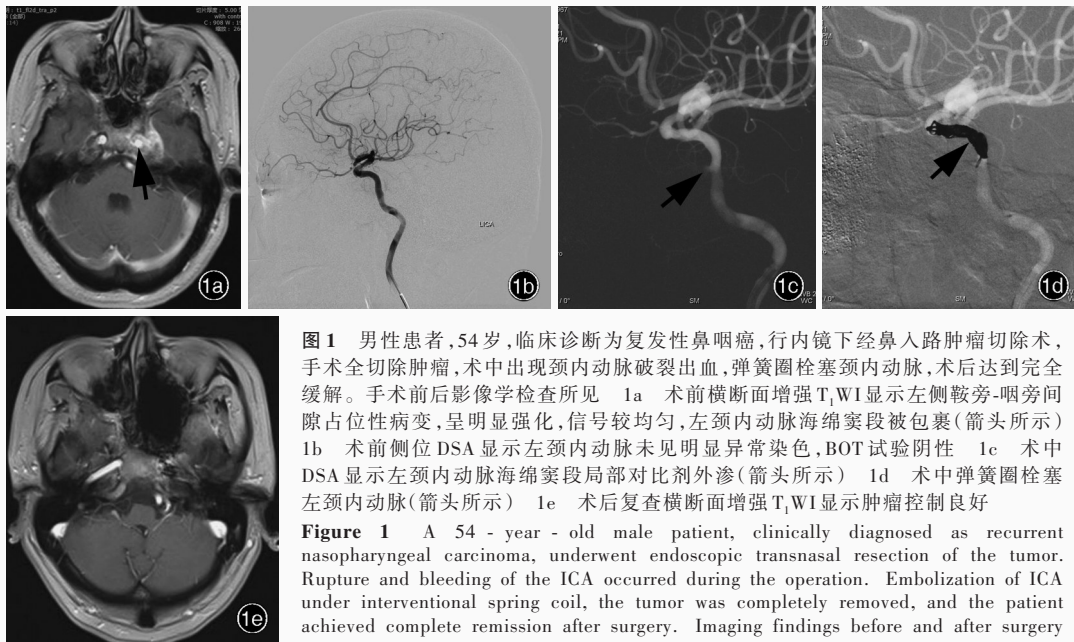 t1_fl2d_tra_p2
with contr
1a
LICA
1b
SM
1c
SM
1d
1e
图1 男性患者,54岁,临床诊断为复发性鼻咽癌,行内镜下经鼻入路肿瘤切除术,
手术全切除肿瘤,术中出现颈内动脉破裂出血,弹簧圈栓塞颈内动脉,术后达到完全
缓解。手术前后影像学检查所见 1a 术前横断面增强T₁WI显示左侧鞍旁-咽旁间
隙占位性病变,呈明显强化,信号较均匀,左颈内动脉海绵窦段被包裹(箭头所示)
1b 术前侧位DSA显示左颈内动脉未见明显异常染色,BOT试验阴性 1c 术中
DSA显示左颈内动脉海绵窦段局部对比剂外渗(箭头所示) 1d 术中弹簧圈栓塞
左颈内动脉(箭头所示) 1e 术后复查横断面增强T₁WI显示肿瘤控制良好
Figure 1 A 54 - year - old male patient, clinically diagnosed as recurrent
nasopharyngeal carcinoma, underwent endoscopic transnasal resection of the tumor.
Rupture and bleeding of the ICA occurred during the operation. Embolization of ICA
under interventional spring coil, the tumor was completely removed, and the patient
achieved complete remission after surgery. Imaging findings before and after surgery